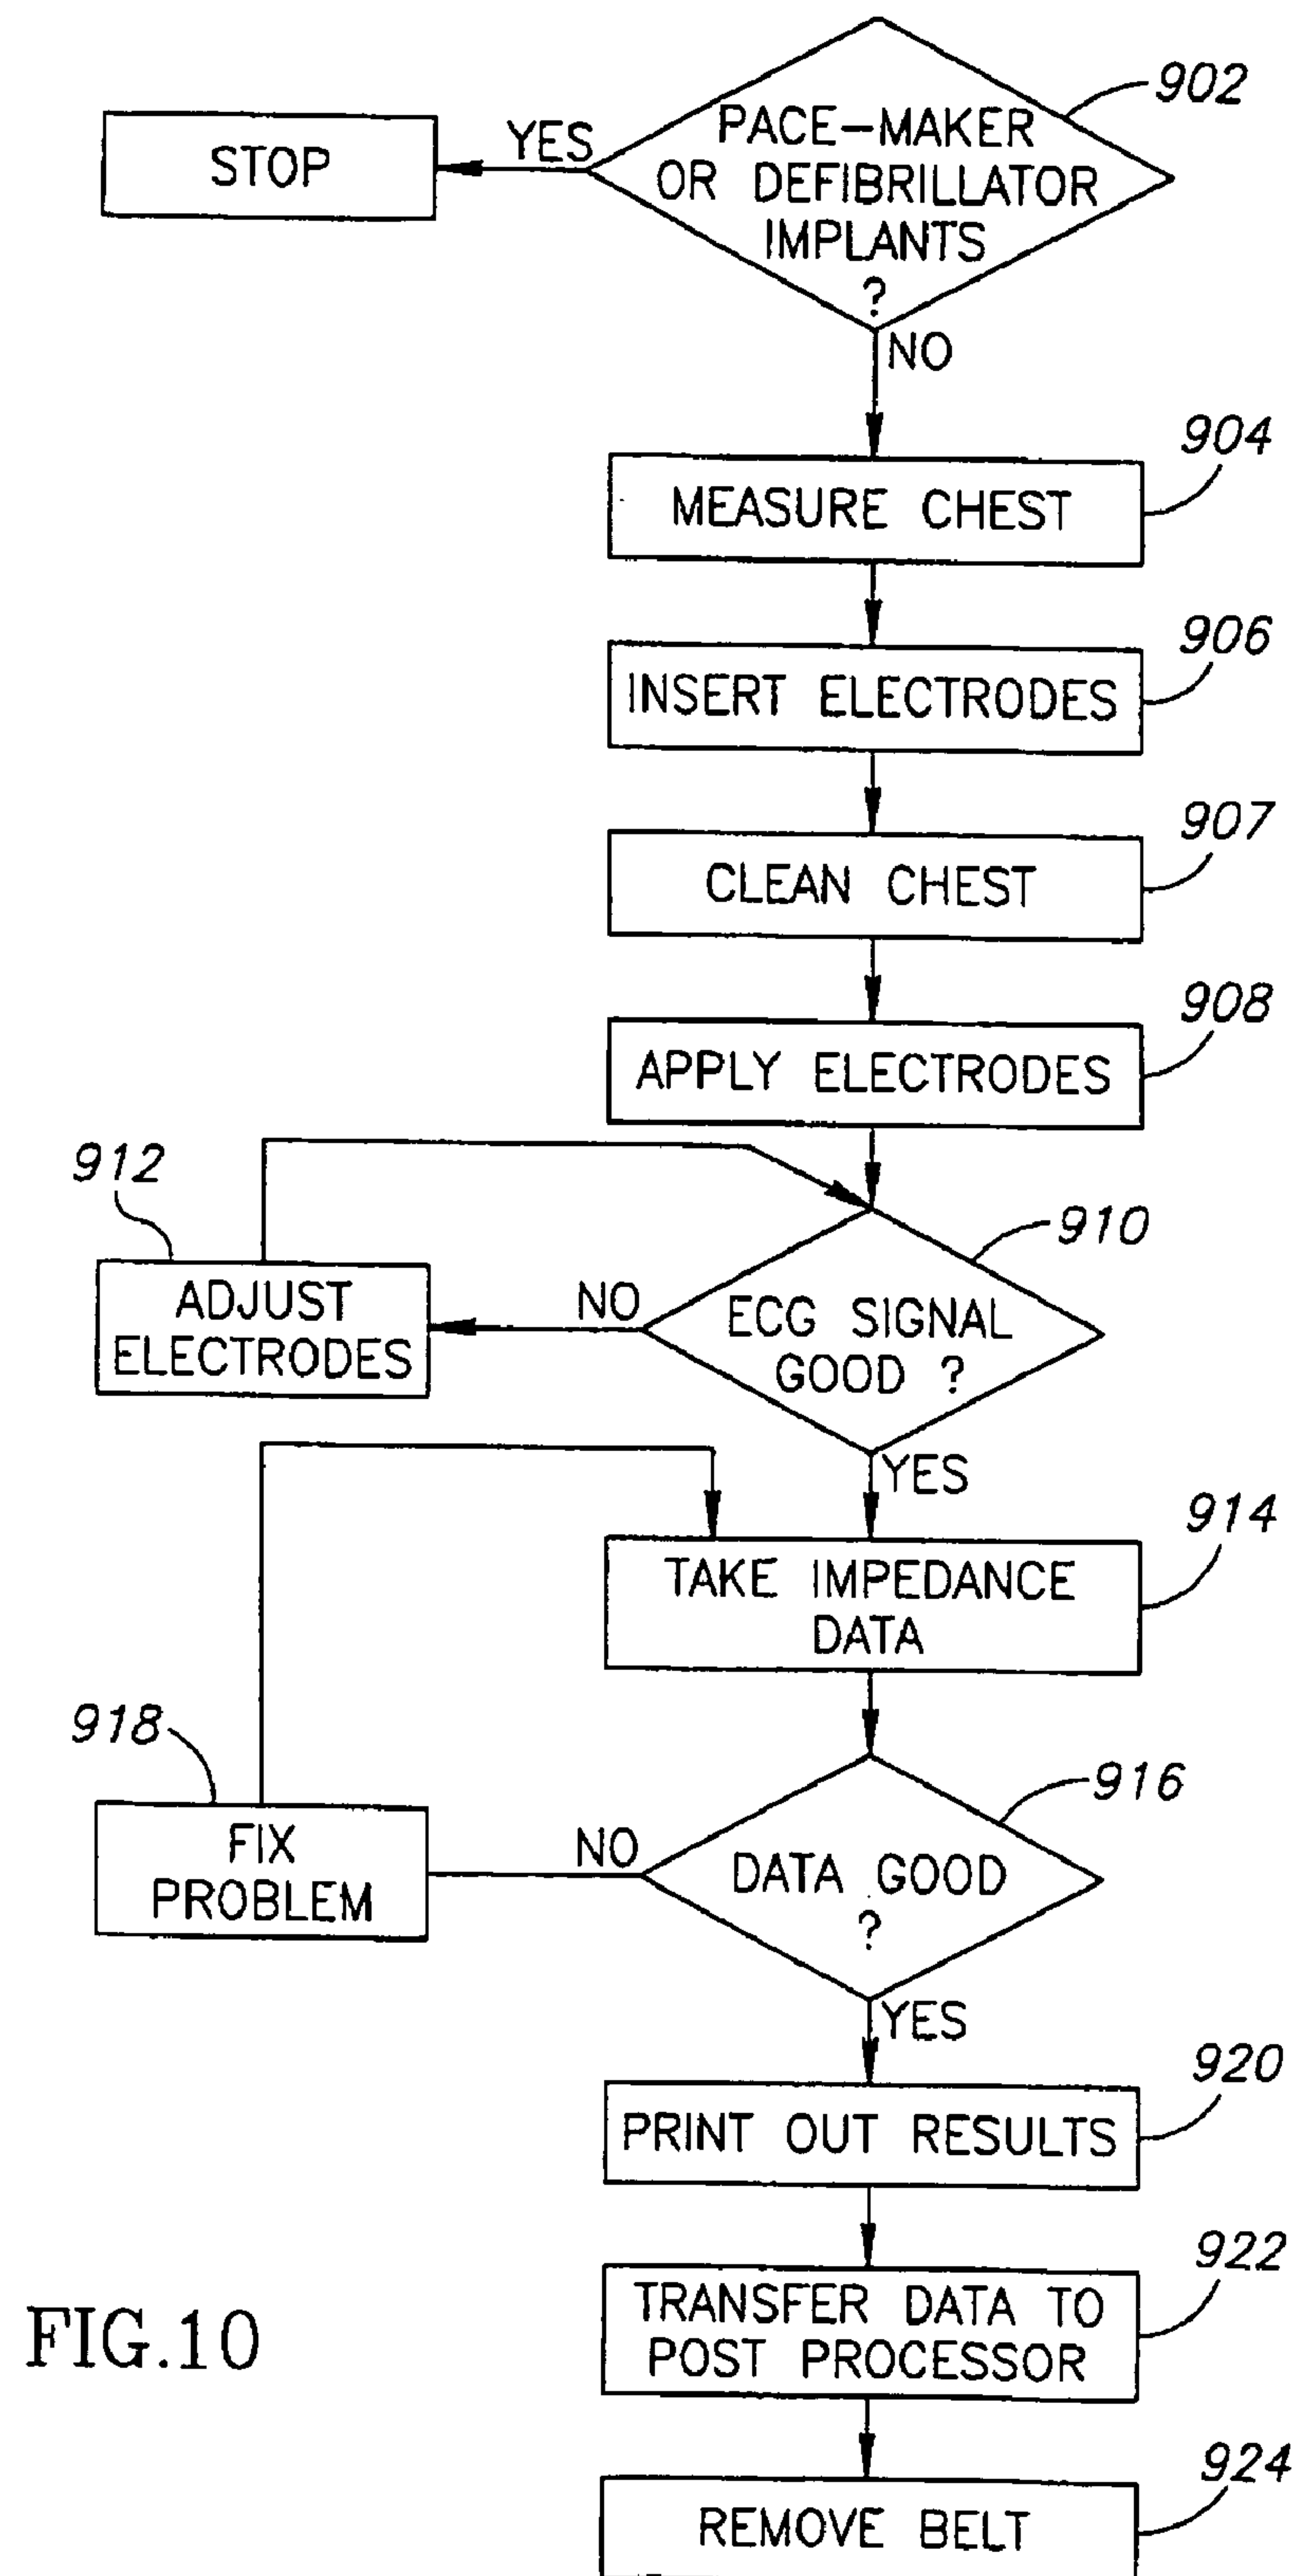 902
PACE-MAKER
OR DEFIBRILLATOR
IMPLANTS
?
YES
STOP
NO
904
MEASURE CHEST
906
INSERT ELECTRODES
907
CLEAN CHEST
908
APPLY ELECTRODES
912
910
ADJUST
ELECTRODES
NO
ECG SIGNAL
GOOD ?
YES
914
TAKE IMPEDANCE
DATA
918
916
FIX
PROBLEM
NO
DATA GOOD
?
YES
920
PRINT OUT RESULTS
922
TRANSFER DATA TO
POST PROCESSOR
FIG.10
924
REMOVE BELT